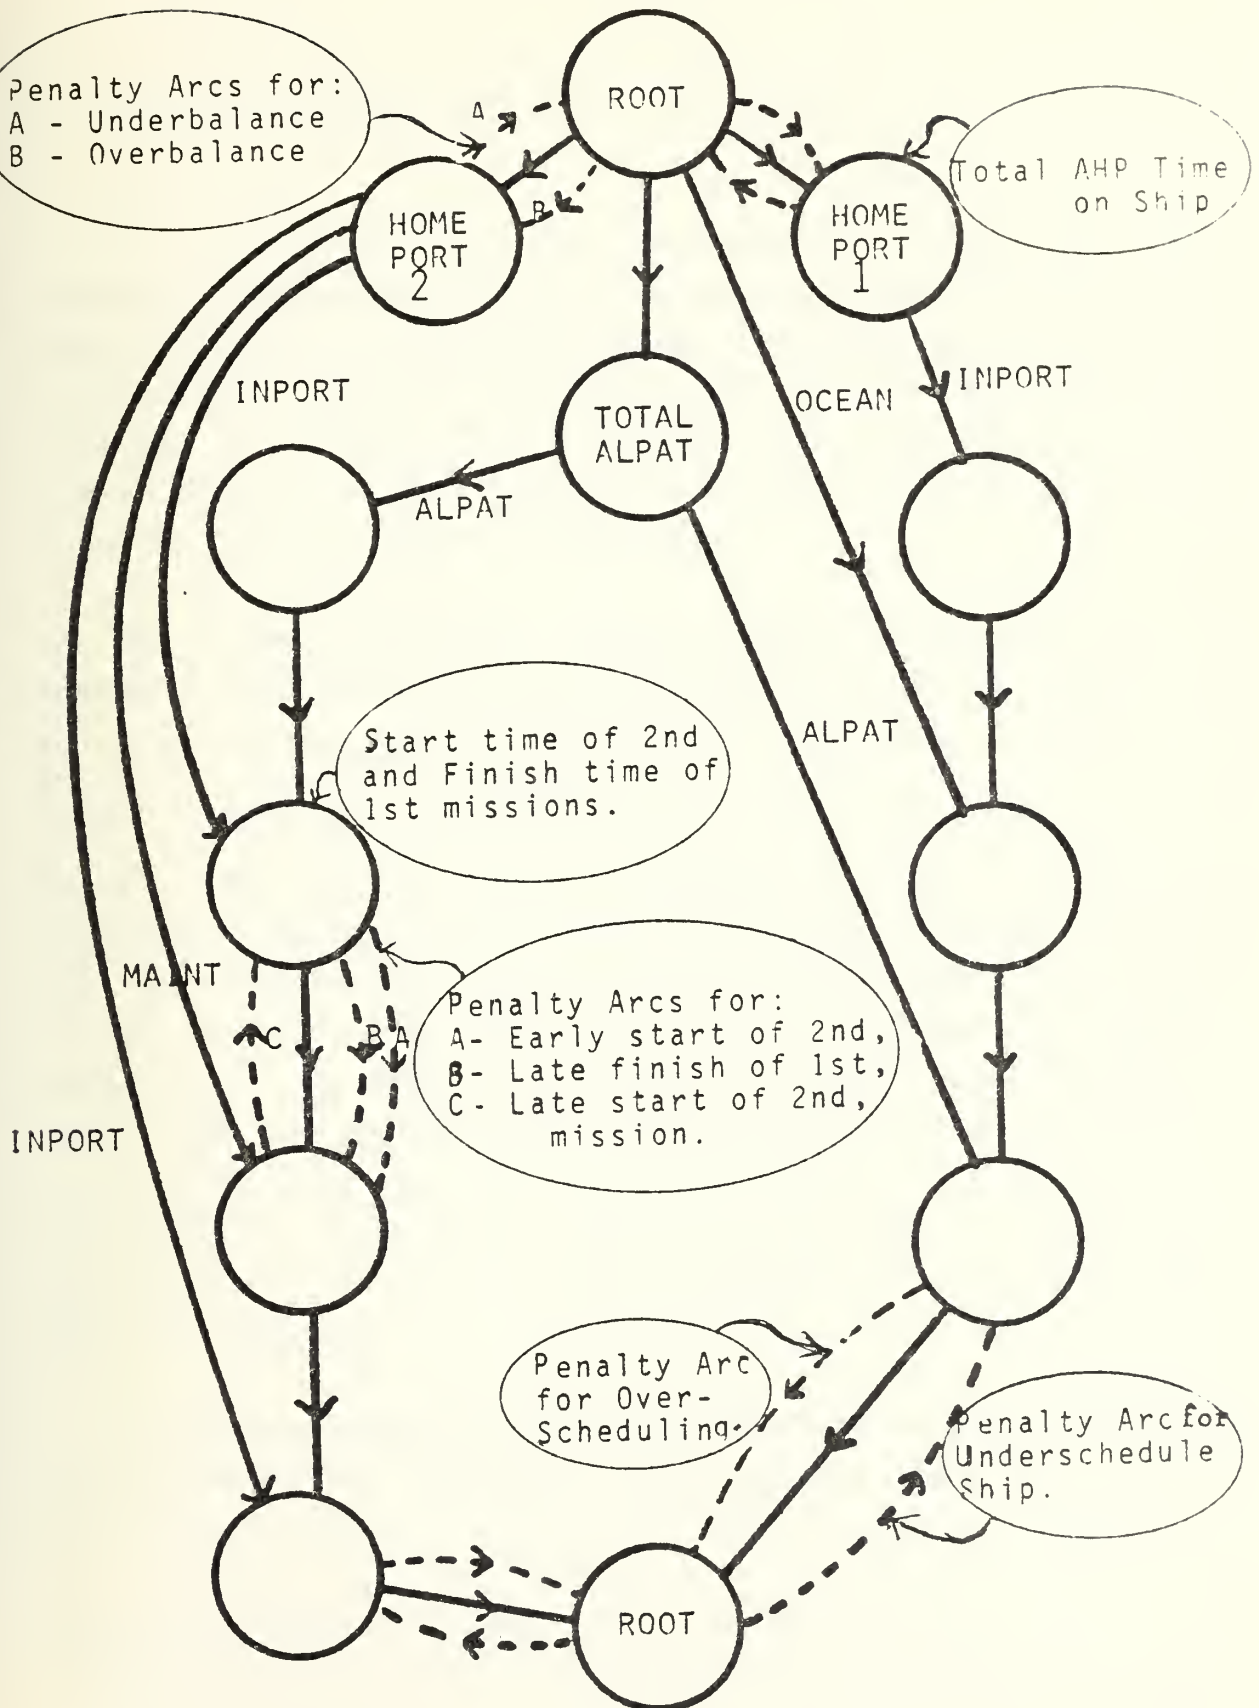 Penalty Arcs for:
A - Underbalance
B - Overbalance
A
ROOT
B
Total AHP Time
on Ship
HOME
PORT
2
HOME
PORT
1
INPORT
OCEAN
INPORT
TOTAL
ALPAT
ALPAT
Start time of 2nd
and Finish time of
1st missions.
ALPAT
MAINT
C
B
A
Penalty Arcs for:
A- Early start of 2nd,
B- Late finish of 1st,
C- Late start of 2nd,
mission.
INPORT
Penalty Arc
for Over-
Scheduling.
Penalty Arc for
Underschedule
Ship.
ROOT